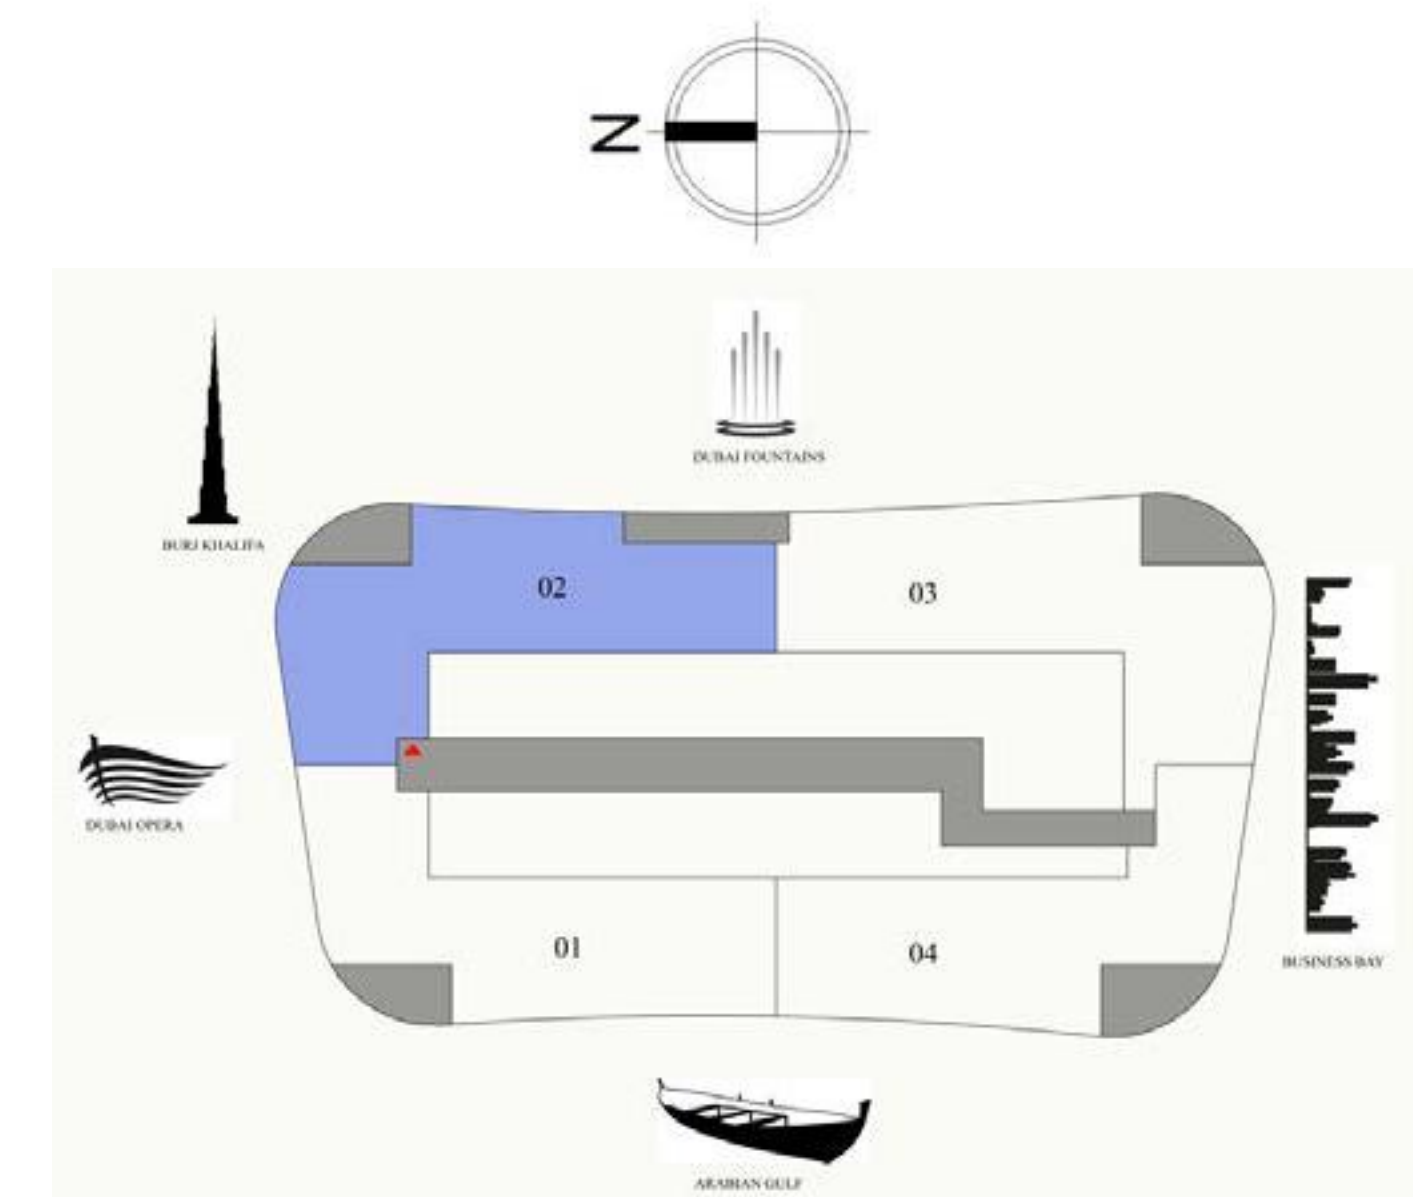 N
DUBAI FOUNTAINS
BURJ KHALIFA
02
03
DUBAI OPERA
01
04
BUSINESS BAY
ARABIAN GULF